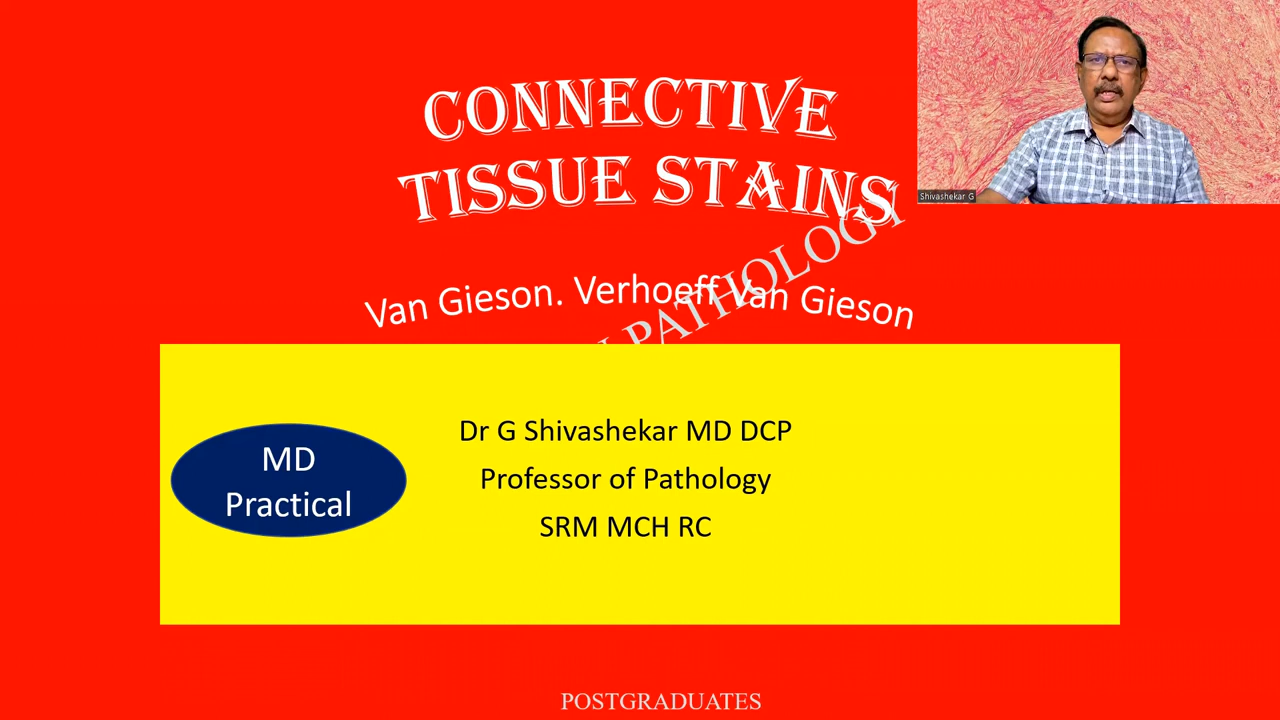 CONNECTIVE
TISSUE STAINS
Shivashekar G
PATHOLOGY
Van Gieson. Verhoeff Van Gieson
Dr G Shivashekar MD DCP
MD
Practical
Professor of Pathology
SRM MCH RC
POSTGRADUATES